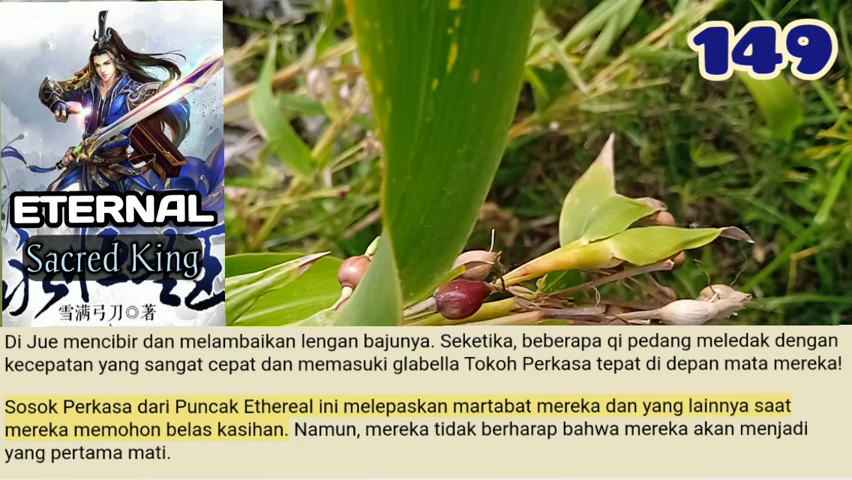 149
ETERNAL
Sacred King
雪满弓刀◎著
Di Jue mencibir dan melambaikan lengan bajunya. Seketika, beberapa qi pedang meledak dengan
kecepatan yang sangat cepat dan memasuki glabella Tokoh Perkasa tepat di depan mata mereka!
Sosok Perkasa dari Puncak Ethereal ini melepaskan martabat mereka dan yang lainnya saat
mereka memohon belas kasihan. Namun, mereka tidak berharap bahwa mereka akan menjadi
yang pertama mati.